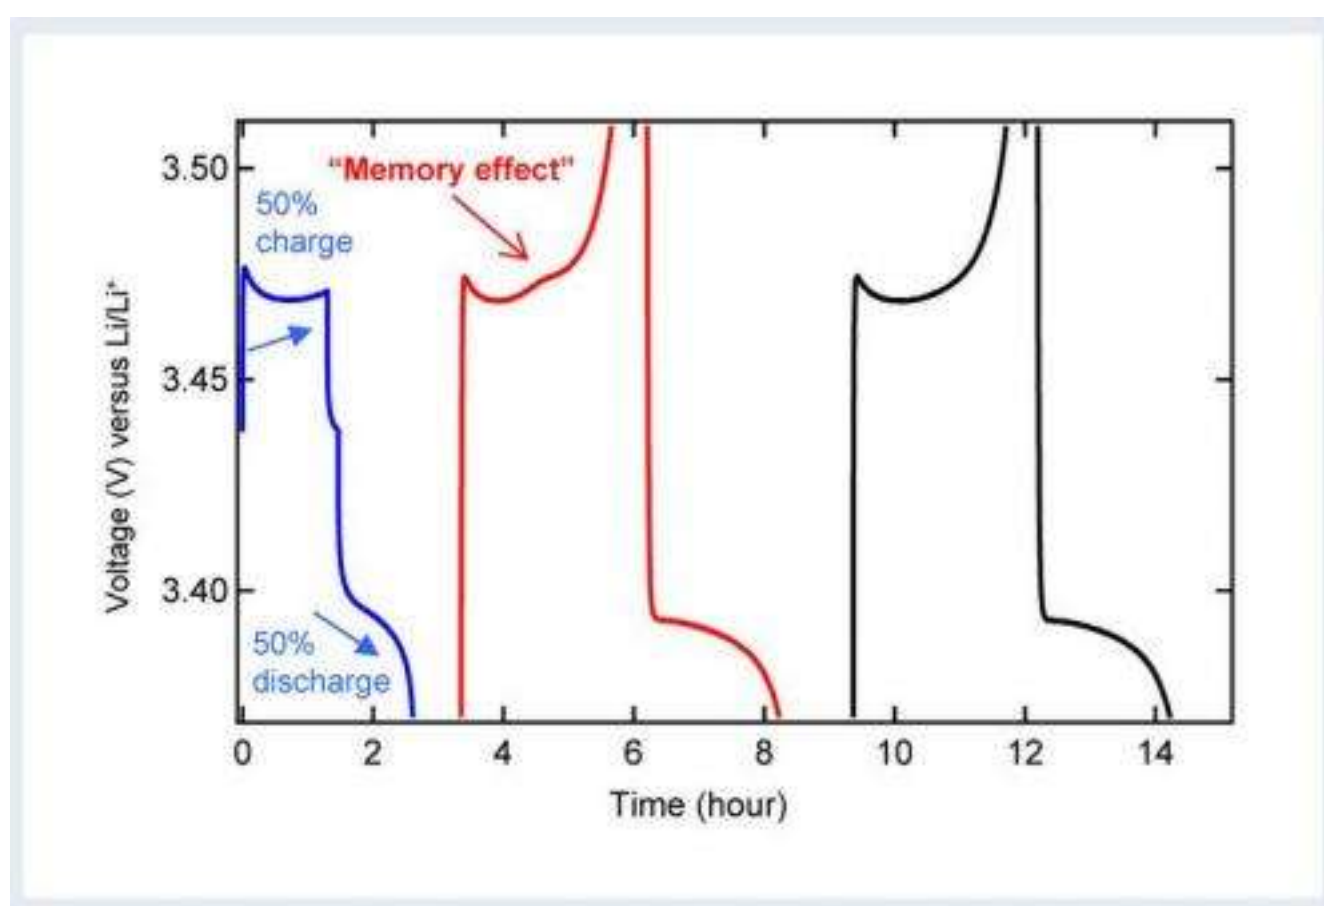 “Memory effect”
50%
charge
50%
discharge
3.50
3.45
3.40
Voltage (V) versus Li/Li⁺
0 2 4 6 8 10 12 14
Time (hour)